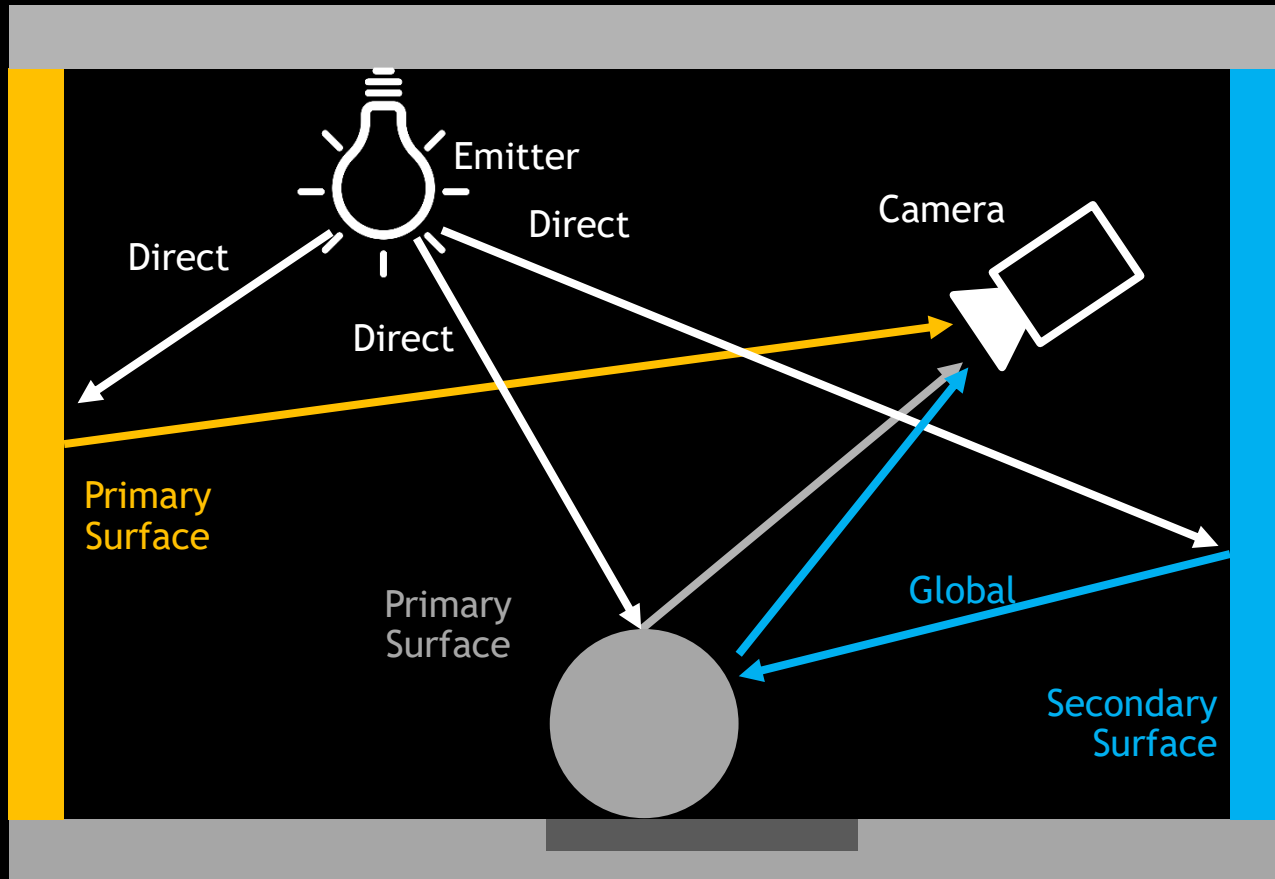 Emitter
Camera
Direct
Direct
Direct
Primary
Surface
Primary
Surface
Global
Secondary
Surface